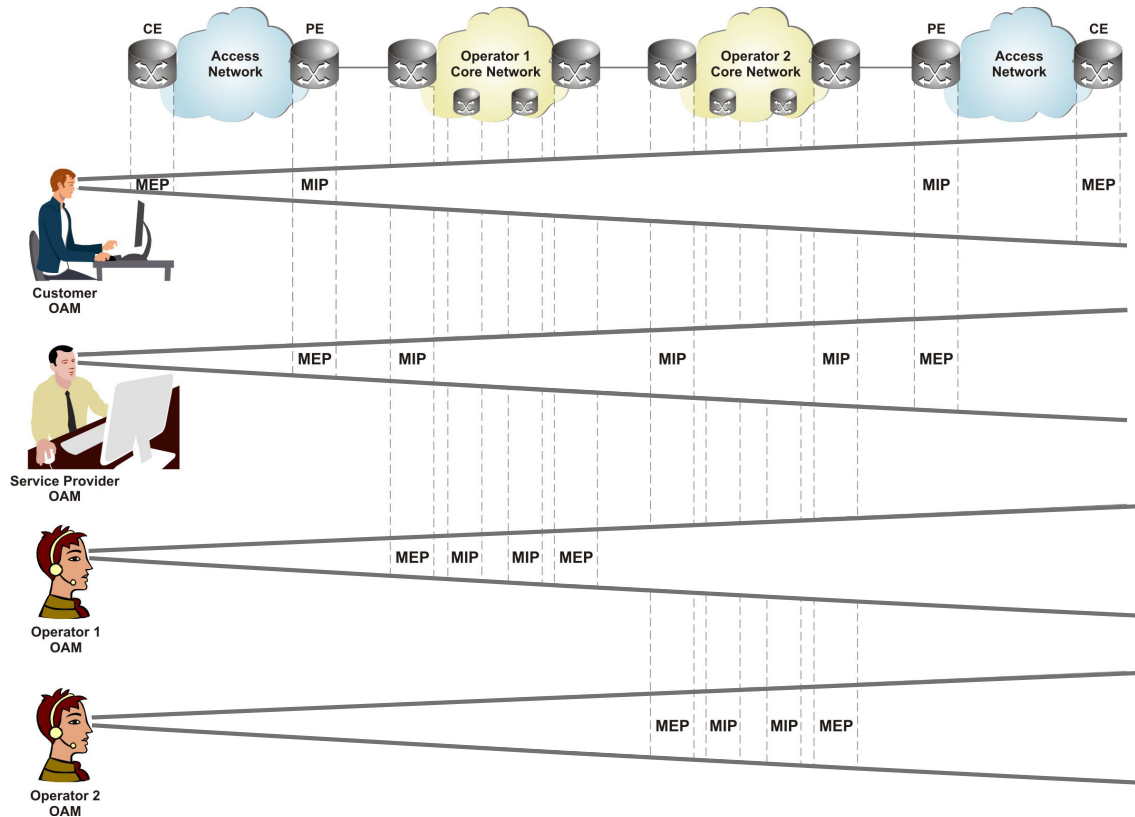 CE
PE
PE
CE
Access
Network
Operator 1
Core Network
Operator 2
Core Network
Access
Network
MEP
MIP
MIP
MEP
Customer
OAM
MEP
MIP
MIP
MIP
MEP
Service Provider
OAM
MEP
MIP
MIP
MEP
Operator 1
OAM
MEP
MIP
MIP
MEP
Operator 2
OAM